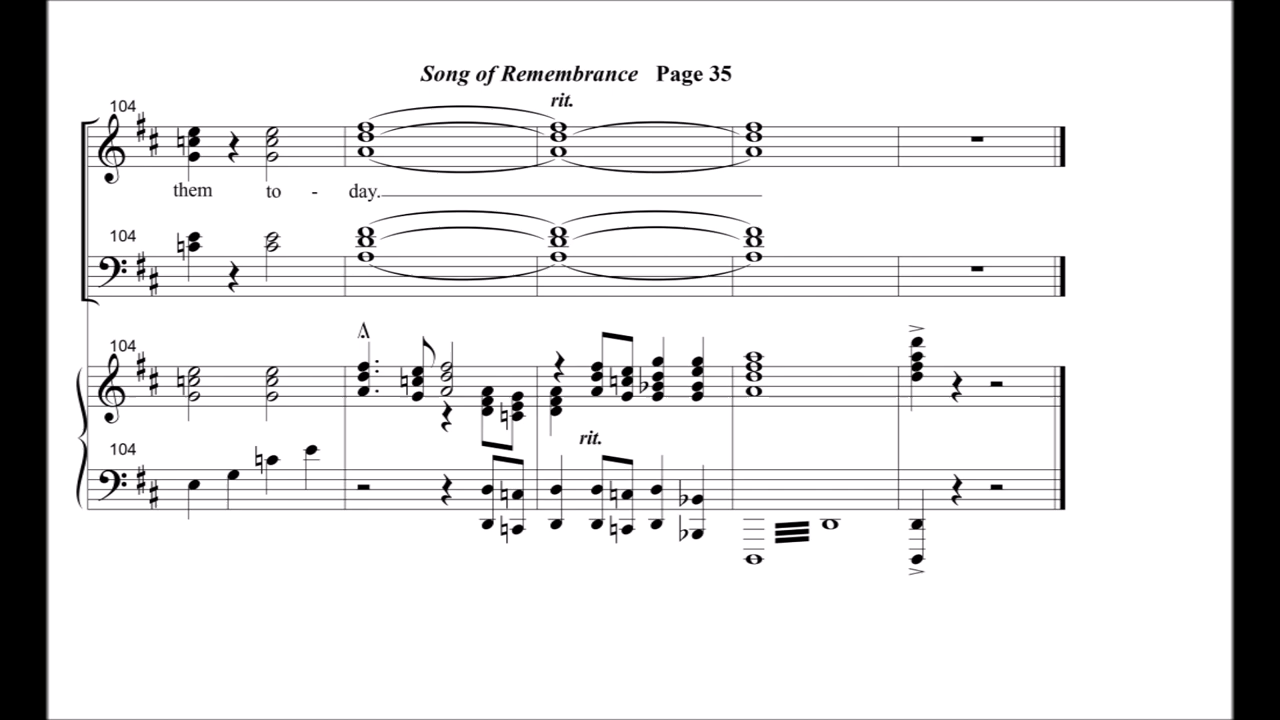 Song of Remembrance Page 35
rit.
104
them to - day.
104
104
rit.
104